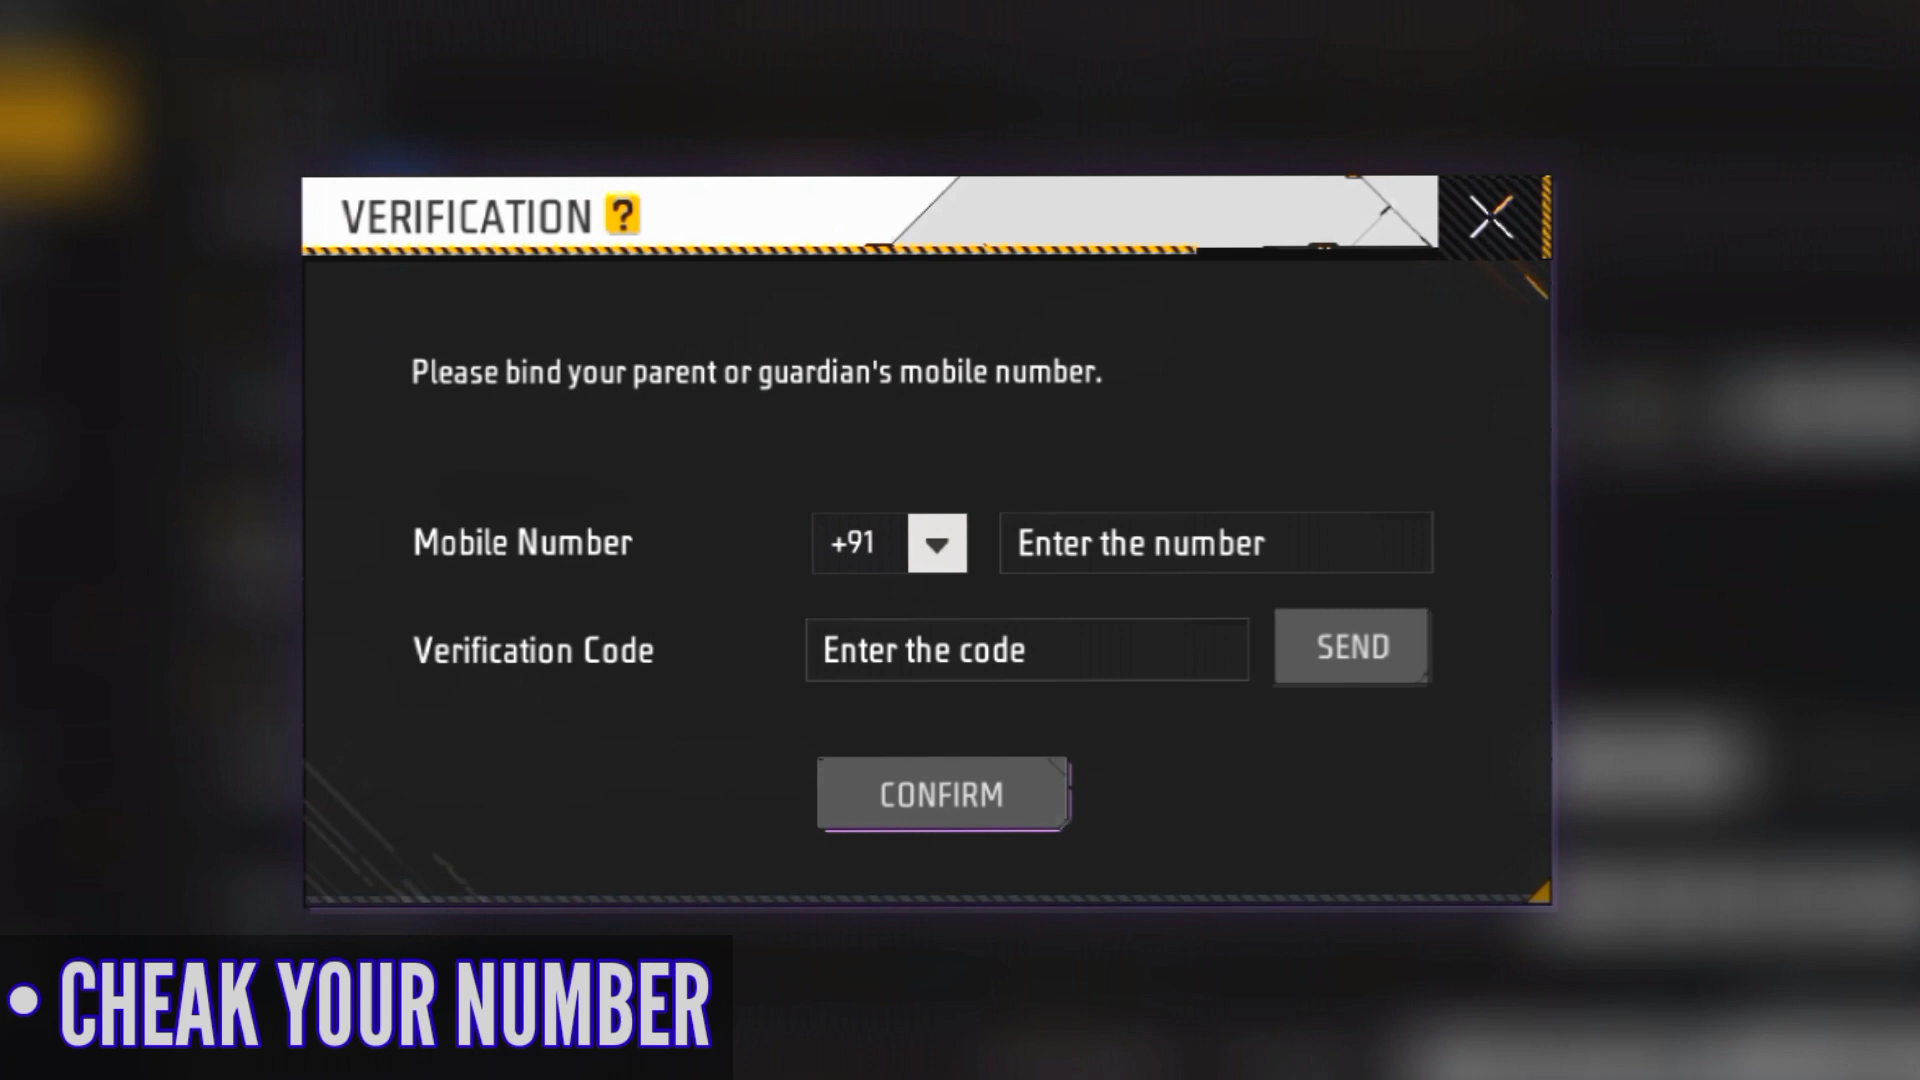 VERIFICATION ?
Please bind your parent or guardian's mobile number.
Mobile Number +91 Enter the number
Verification Code Enter the code SEND
CONFIRM
• CHEAK YOUR NUMBER